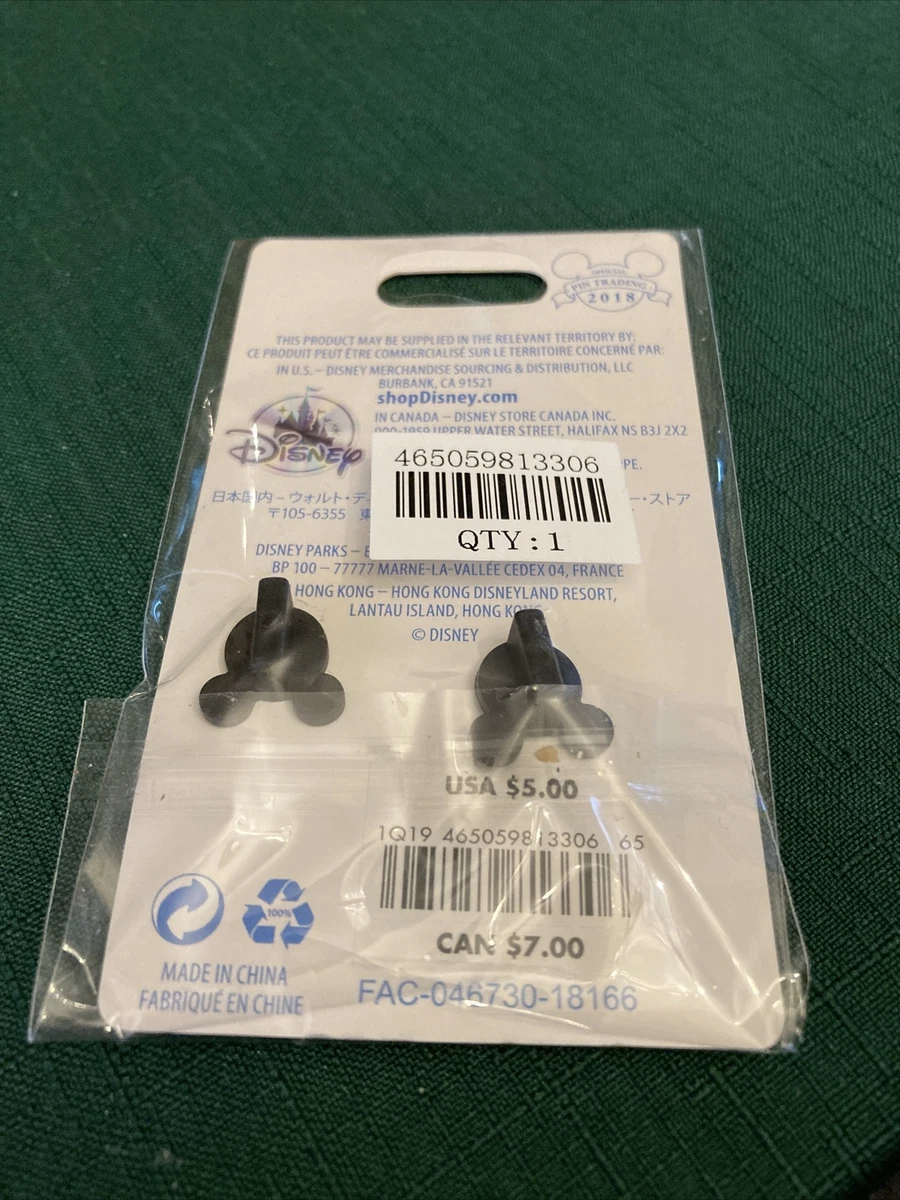 OFFICIAL
PIN TRADING
2018
THIS PRODUCT MAY BE SUPPLIED IN THE RELEVANT TERRITORY BY:
CE PRODUIT PEUT ÊTRE COMMERCIALISÉ SUR LE TERRITOIRE CONCERNÉ PAR:
IN U.S. – DISNEY MERCHANDISE SOURCING & DISTRIBUTION, LLC
BURBANK, CA 91521
shopDisney.com
Disney
IN CANADA – DISNEY STORE CANADA INC.
900-1959 UPPER WATER STREET, HALIFAX NS B3J 2X2
465059813306
QTY:1
日本国内 – ウォルト・デ ー・ストア
〒105-6355 東
DISNEY PARKS –
BP 100 – 77777 MARNE-LA-VALLÉE CEDEX 04, FRANCE
HONG KONG – HONG KONG DISNEYLAND RESORT,
LANTAU ISLAND, HONG KONG
© DISNEY
USA $5.00
1Q19 465059813306 65
CAN $7.00
100%
MADE IN CHINA
FABRIQUÉ EN CHINE
FAC-046730-18166